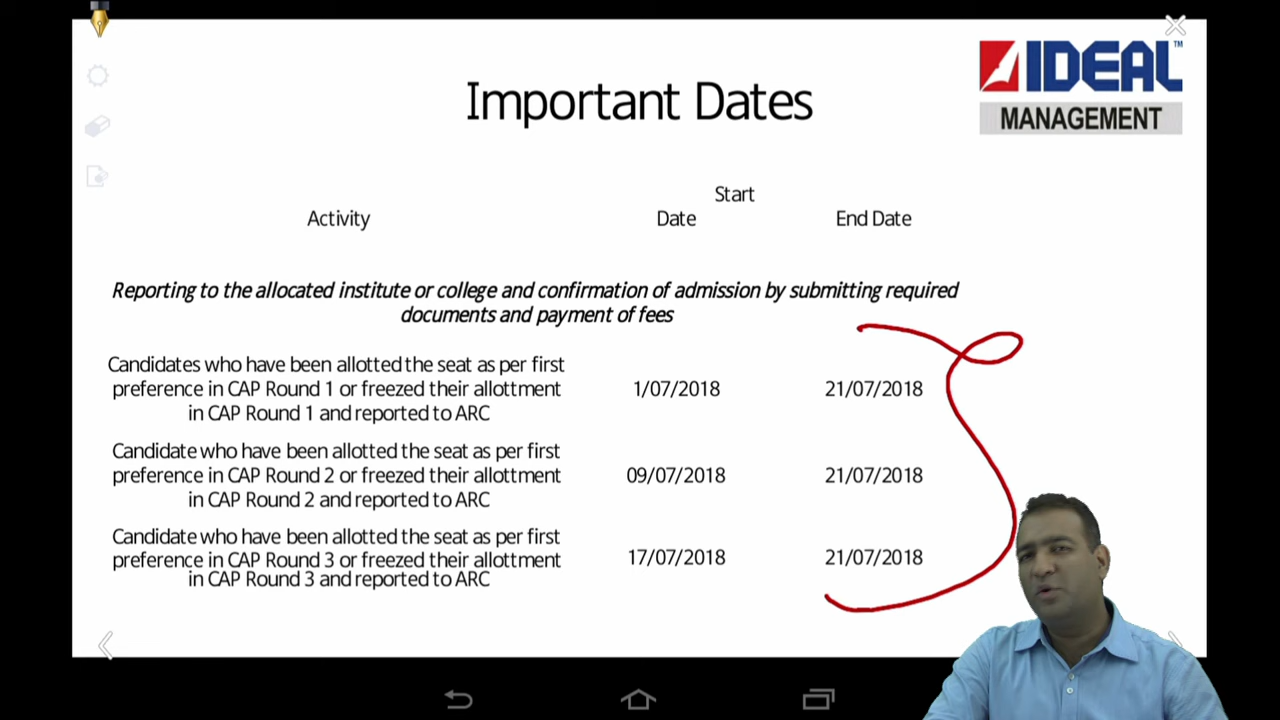 IDEAL™
MANAGEMENT
Important Dates
Start
Activity
Date
End Date
Reporting to the allocated institute or college and confirmation of admission by submitting required
documents and payment of fees
Candidates who have been allotted the seat as per first
preference in CAP Round 1 or freezed their allottment
in CAP Round 1 and reported to ARC
1/07/2018
21/07/2018
Candidate who have been allotted the seat as per first
preference in CAP Round 2 or freezed their allottment
in CAP Round 2 and reported to ARC
09/07/2018
21/07/2018
Candidate who have been allotted the seat as per first
preference in CAP Round 3 or freezed their allottment
in CAP Round 3 and reported to ARC
17/07/2018
21/07/2018